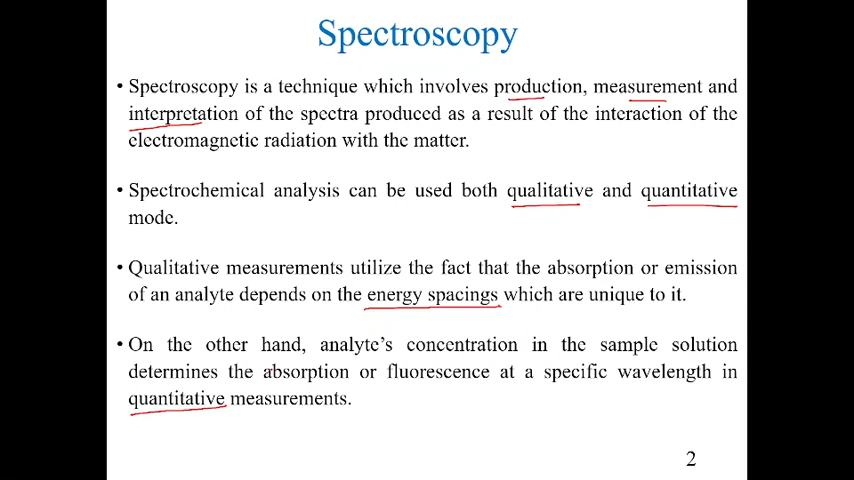 Spectroscopy
• Spectroscopy is a technique which involves production, measurement and
interpretation of the spectra produced as a result of the interaction of the
electromagnetic radiation with the matter.
• Spectrochemical analysis can be used both qualitative and quantitative
mode.
• Qualitative measurements utilize the fact that the absorption or emission
of an analyte depends on the energy spacings which are unique to it.
• On the other hand, analyte's concentration in the sample solution
determines the absorption or fluorescence at a specific wavelength in
quantitative measurements.
2